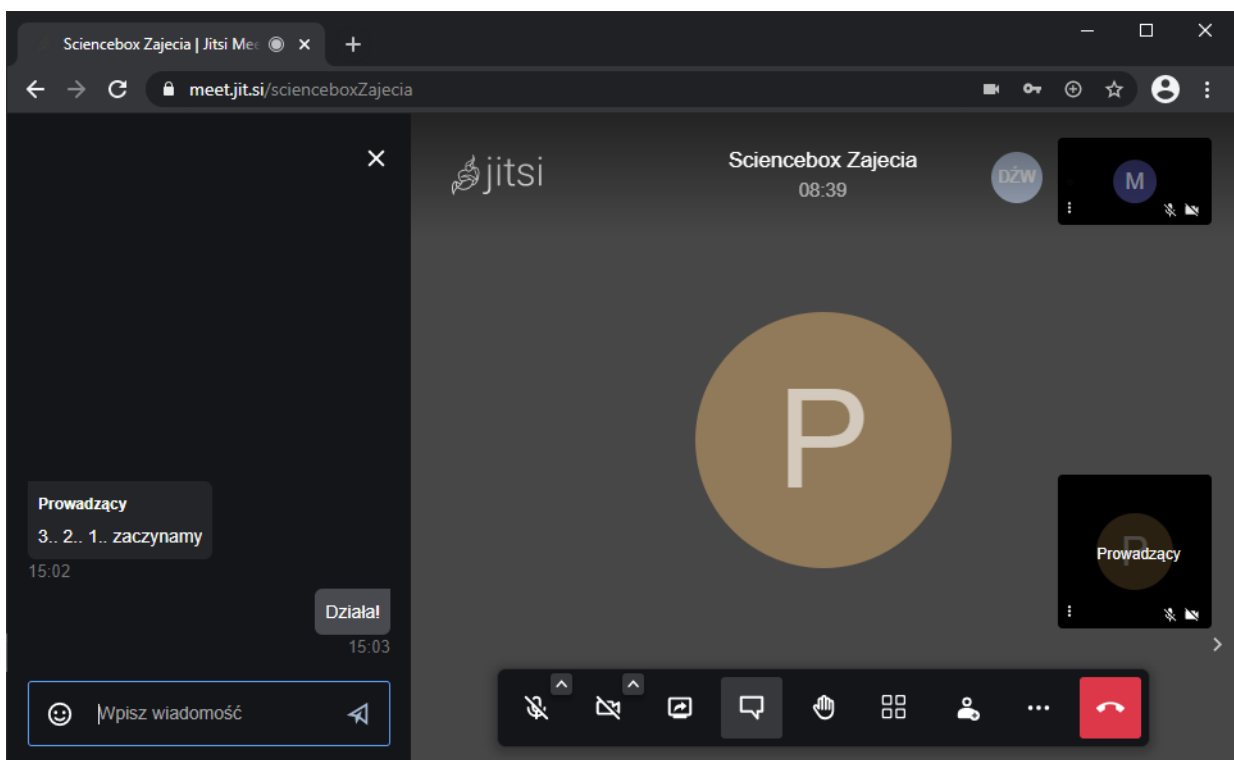 Sciencebox Zajecia | Jitsi Mee
meet.jit.si/scienceboxZajecia
jitsi
Sciencebox Zajecia
08:39
DŹW
M
P
Prowadzący
3.. 2.. 1.. zaczynamy
15:02
Działa!
15:03
Wpisz wiadomość
P
Prowadzący